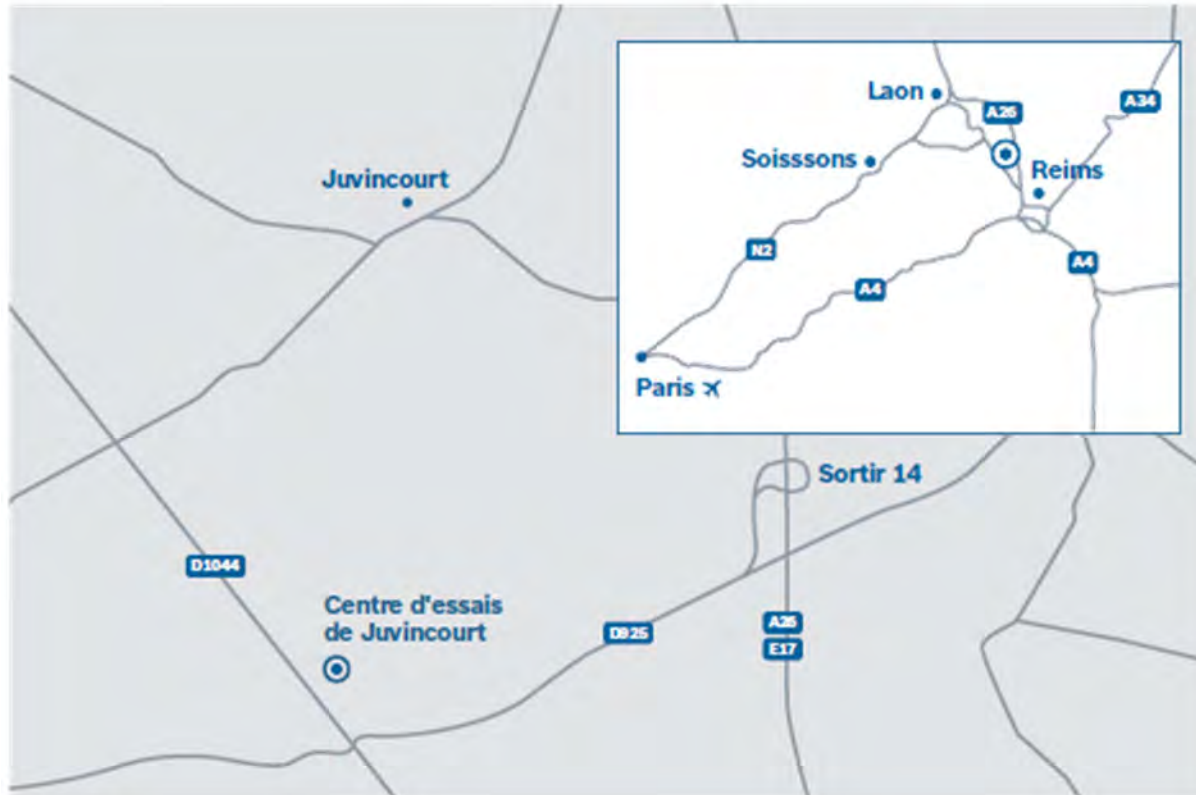 Juvincourt
D1044
Centre d'essais
de Juvincourt
D925
A26
E17
Sortir 14
Laon
A26
A34
Soisssons
Reims
N2
A4
A4
Paris